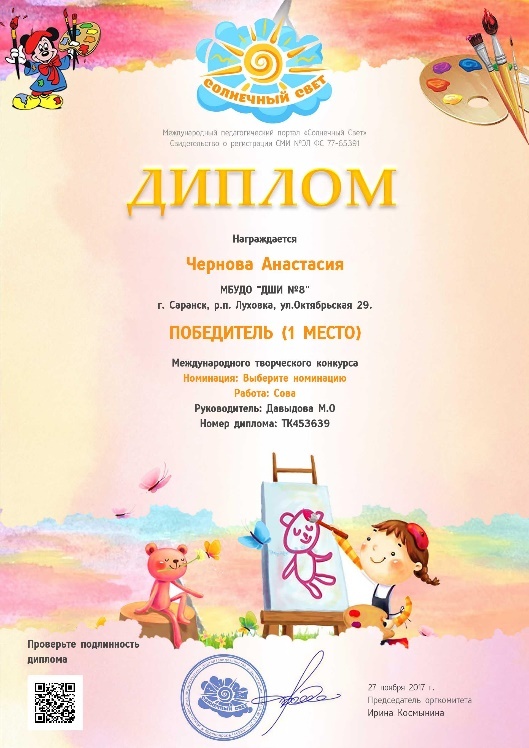 СОЛНЕЧНЫЙ СВЕТ
Международный педагогический портал «Солнечный Свет»
Свидетельство о регистрации СМИ №ЭЛ ФС 77-65391
ДИПЛОМ
Награждается
Чернова Анастасия
МБУДО "ДШИ №8"
г. Саранск, р.п. Луховка, ул.Октябрьская 29.
ПОБЕДИТЕЛЬ (1 МЕСТО)
Международного творческого конкурса
Номинация: Выберите номинацию
Работа: Сова
Руководитель: Давыдова М.О
Номер диплома: ТК453639
Проверьте подлинность
диплома
27 ноября 2017 г.
Председатель оргкомитета
Ирина Космынина